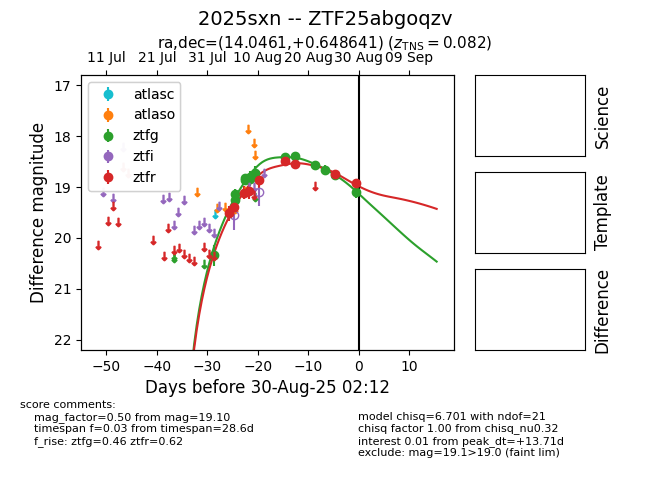 2025sxn -- ZTF25abgoqzv
ra,dec=(14.0461,+0.648641) (zTNS = 0.082)
11 Jul 21 Jul 31 Jul 10 Aug 20 Aug 30 Aug 09 Sep
17
18
19
20
21
22
Difference magnitude
atlasc
atlaso
ztfg
ztfi
ztfr
−50 −40 −30 −20 −10 0 10
Days before 30-Aug-25 02:12
Science
Template
Difference
score comments:
mag_factor=0.50 from mag=19.10
timespan f=0.03 from timespan=28.6d
f_rise: ztfg=0.46 ztfr=0.62
model chisq=6.701 with ndof=21
chisq factor 1.00 from chisq_nu0.32
interest 0.01 from peak_dt=+13.71d
exclude: mag=19.1>19.0 (faint lim)